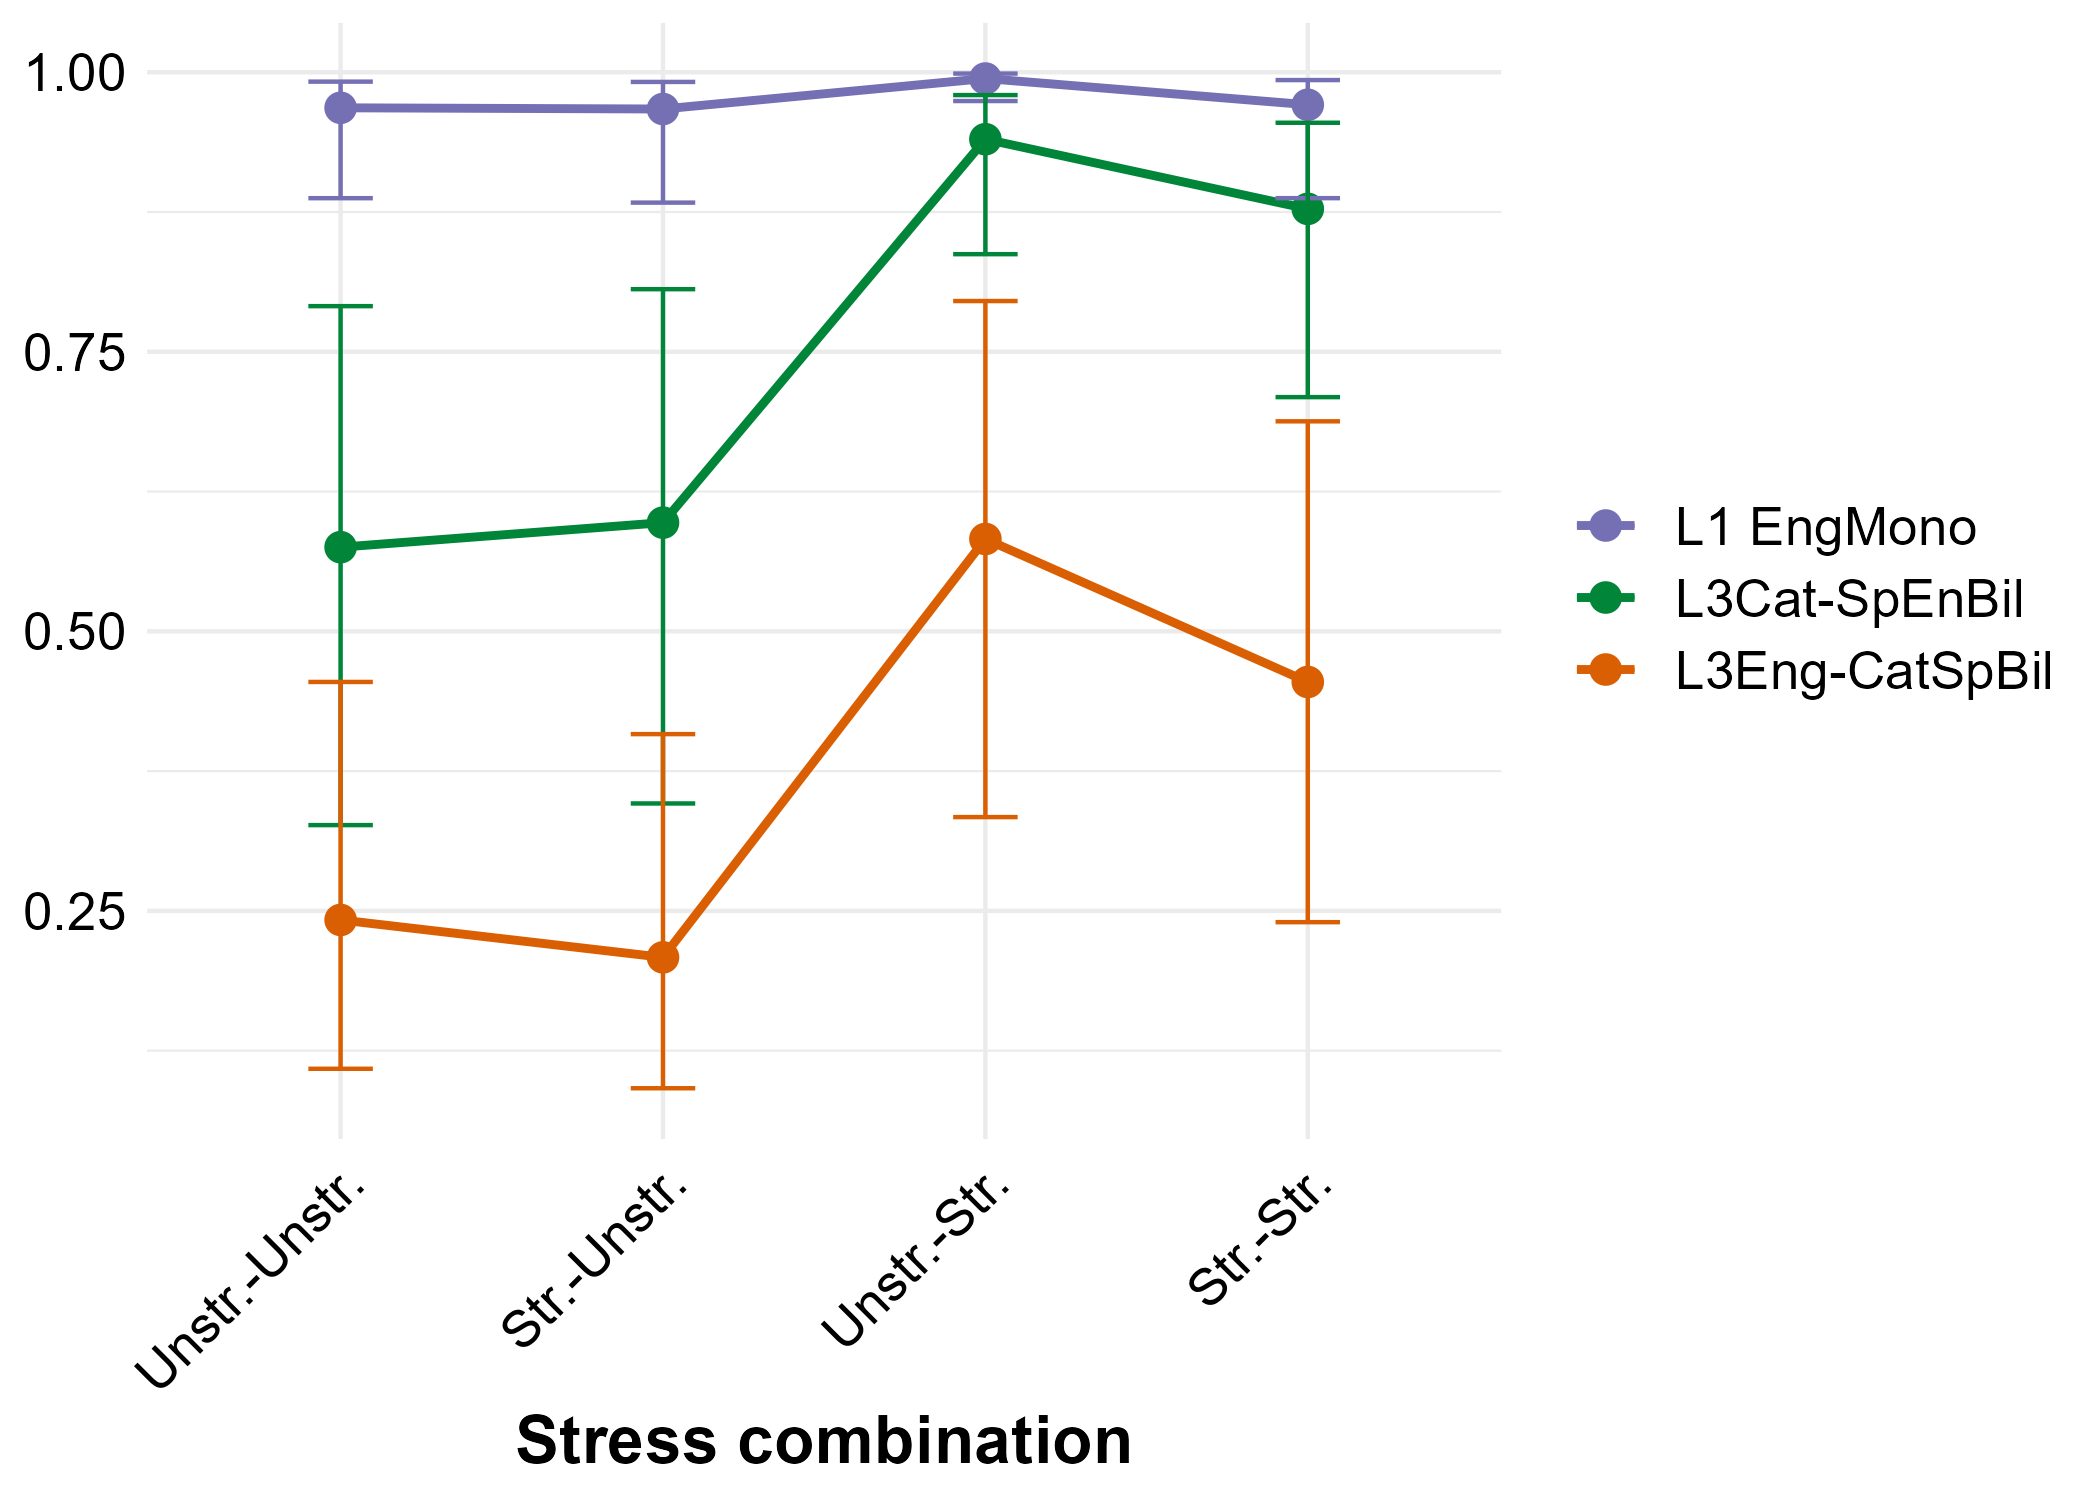 1.00
0.75
0.50
0.25
Unstr.-Unstr.
Str.-Unstr.
Unstr.-Str.
Str.-Str.
Stress combination
L1 EngMono
L3Cat-SpEnBil
L3Eng-CatSpBil